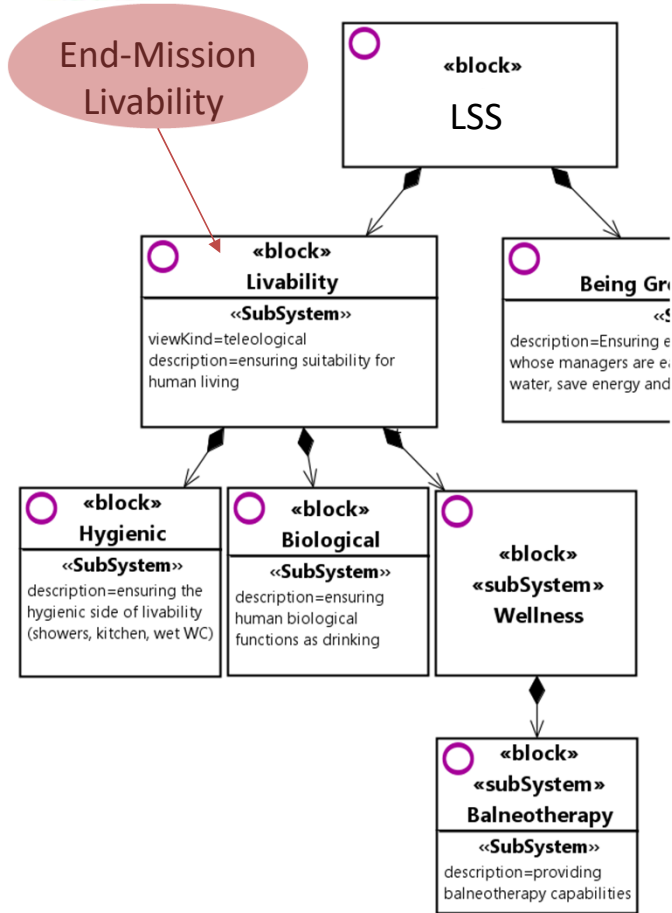 End-Mission
Livability
«block»
LSS
«block»
Livability
«SubSystem»
viewKind=teleological
description=ensuring suitability for
human living
Being
description=Ensuring
whose managers are
water, save energy and
«block»
Hygienic
«SubSystem»
description=ensuring the
hygienic side of livability
(showers, kitchen, wet WC)
«block»
Biological
«SubSystem»
description=ensuring
human biological
functions as drinking
«block»
«subSystem»
Wellness
«block»
«subSystem»
Balneotherapy
«SubSystem»
description=providing
balneotherapy capabilities